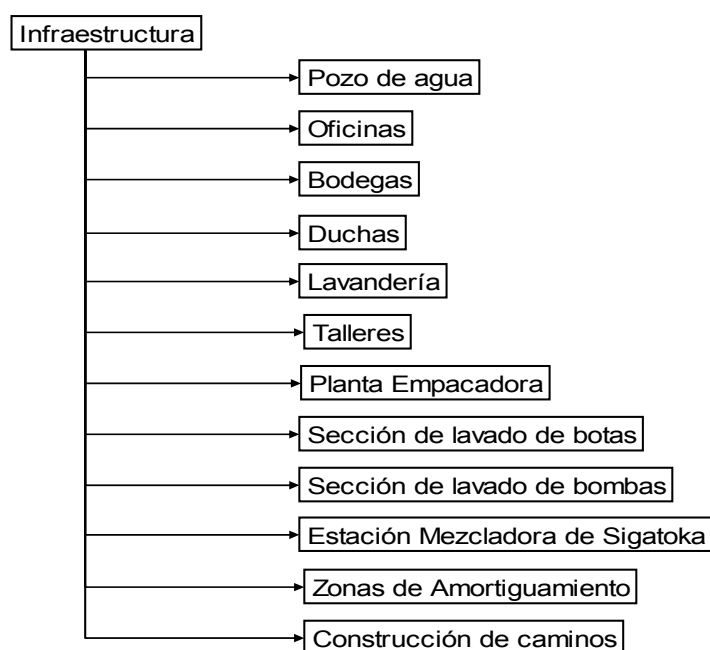 Infraestructura
Pozo de agua
Oficinas
Bodegas
Duchas
Lavandería
Talleres
Planta Empacadora
Sección de lavado de botas
Sección de lavado de bombas
Estación Mezcladora de Sigatoka
Zonas de Amortiguamiento
Construcción de caminos